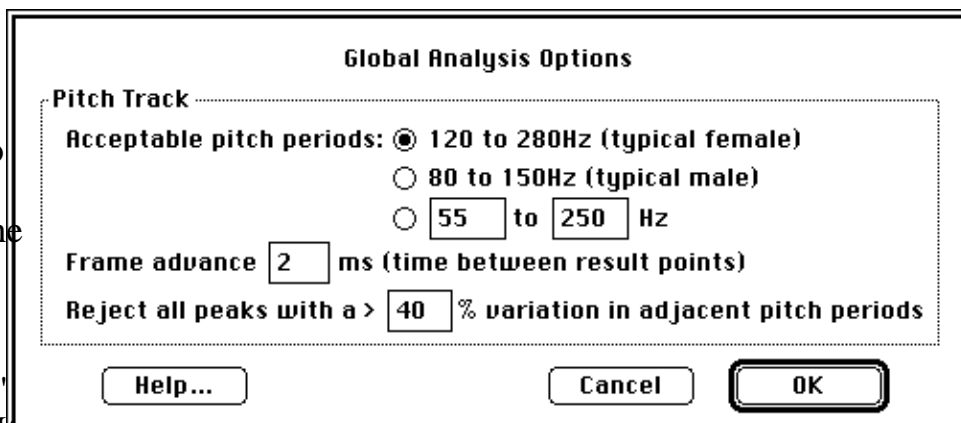 Global Analysis Options
Pitch Track
Acceptable pitch periods: 120 to 280Hz (typical female)
80 to 150Hz (typical male)
55 to 250 Hz
Frame advance 2 ms (time between result points)
Reject all peaks with a > 40 % variation in adjacent pitch periods
Help... Cancel OK